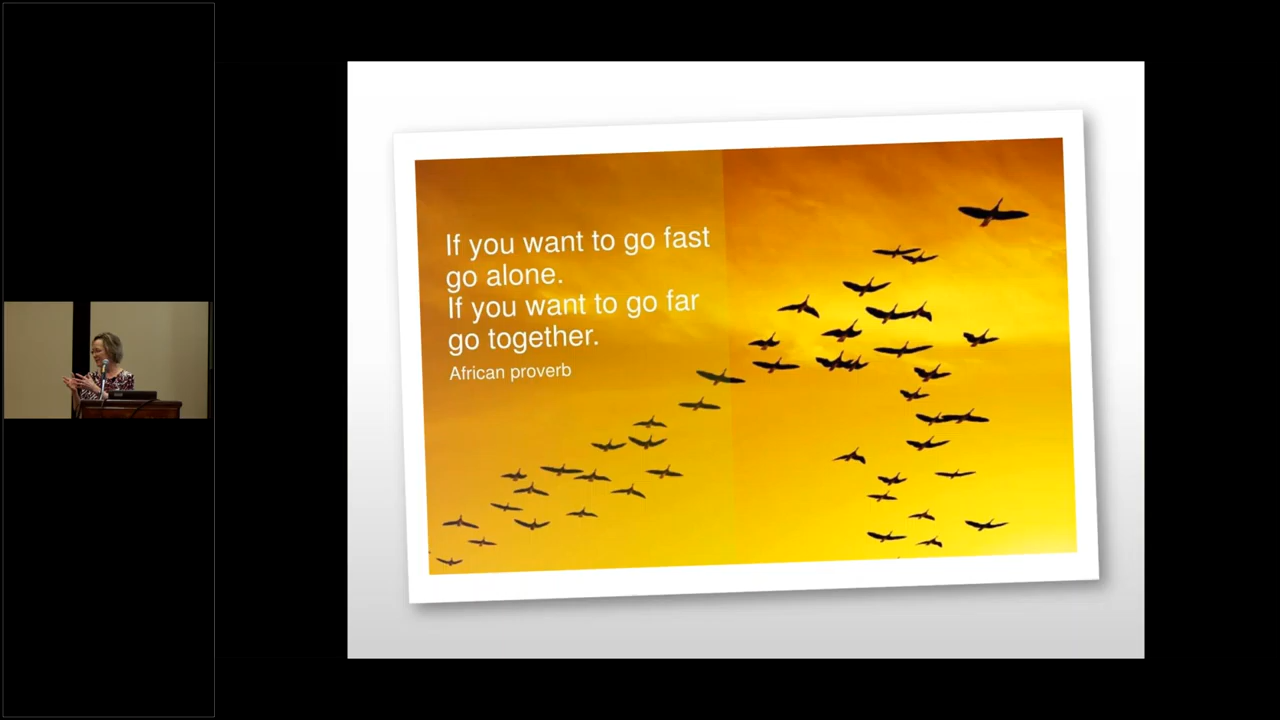 If you want to go fast
go alone.
If you want to go far
go together.
African proverb